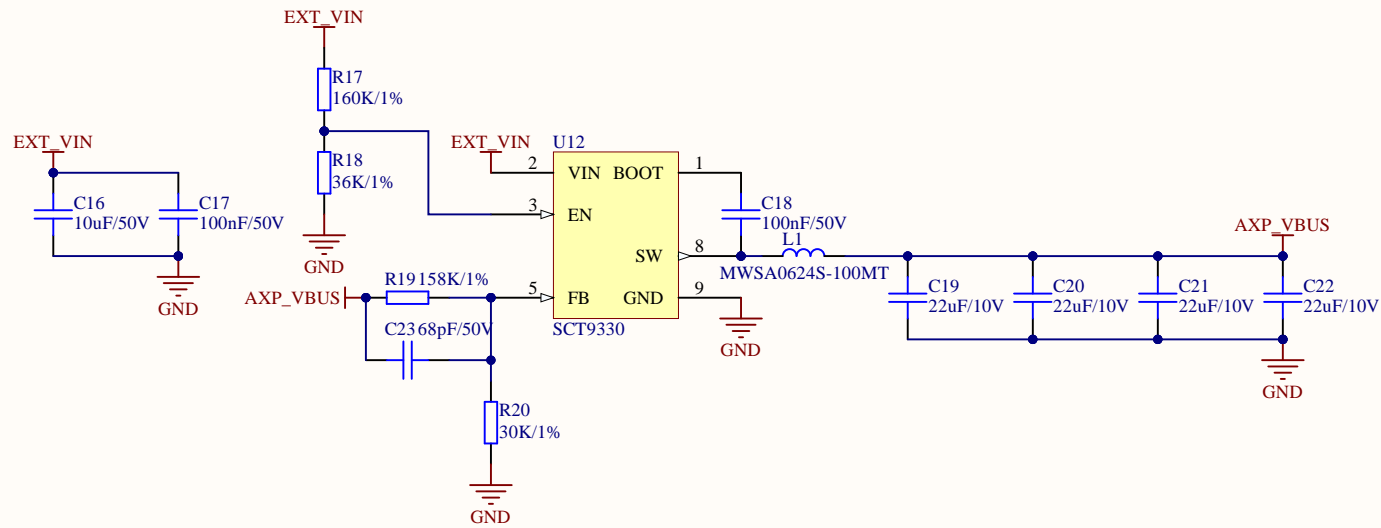 EXT_VIN
R17
160K/1%
EXT_VIN
EXT_VIN
U12
R18
36K/1%
2
VIN
BOOT
1
C16
10uF/50V
C17
100nF/50V
3
EN
C18
100nF/50V
L1
AXP_VBUS
SW
8
MWSA0624S-100MT
GND
GND
R19
158K/1%
AXP_VBUS
5
FB
GND
9
C19
22uF/10V
C20
22uF/10V
C21
22uF/10V
C22
22uF/10V
C23
68pF/50V
SCT9330
GND
GND
R20
30K/1%
GND